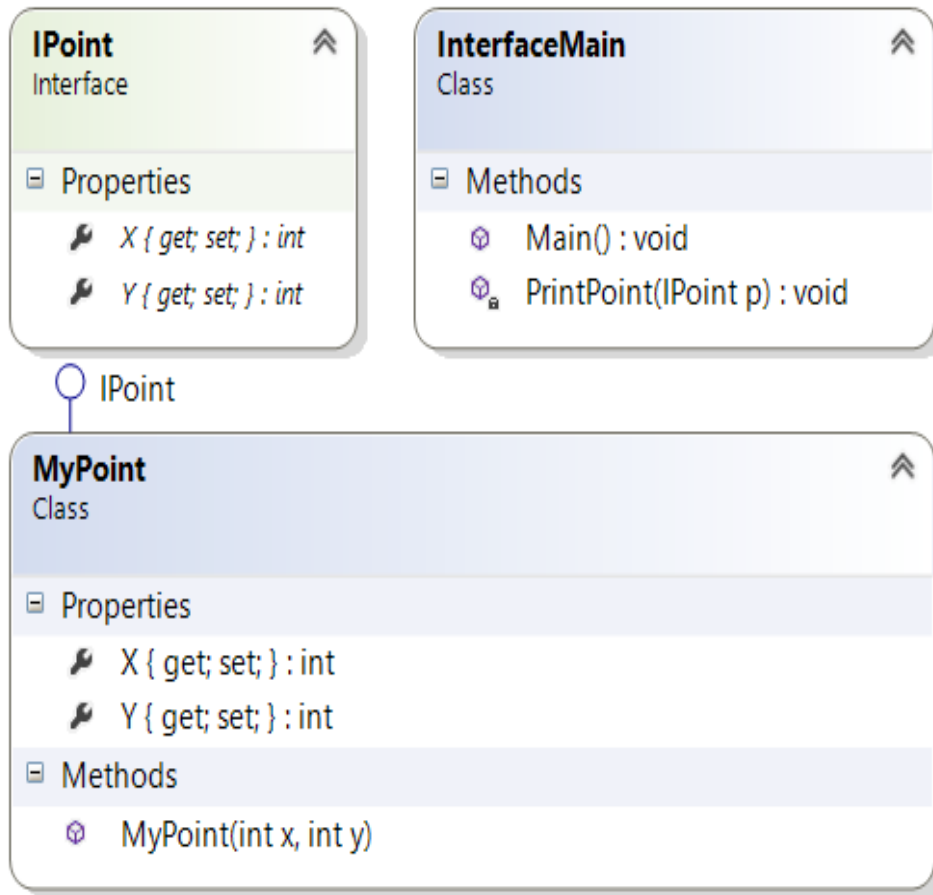 IPoint
Interface
Properties
X { get; set; } : int
Y { get; set; } : int
InterfaceMain
Class
Methods
Main() : void
PrintPoint(IPoint p) : void
IPoint
MyPoint
Class
Properties
X { get; set; } : int
Y { get; set; } : int
Methods
MyPoint(int x, int y)